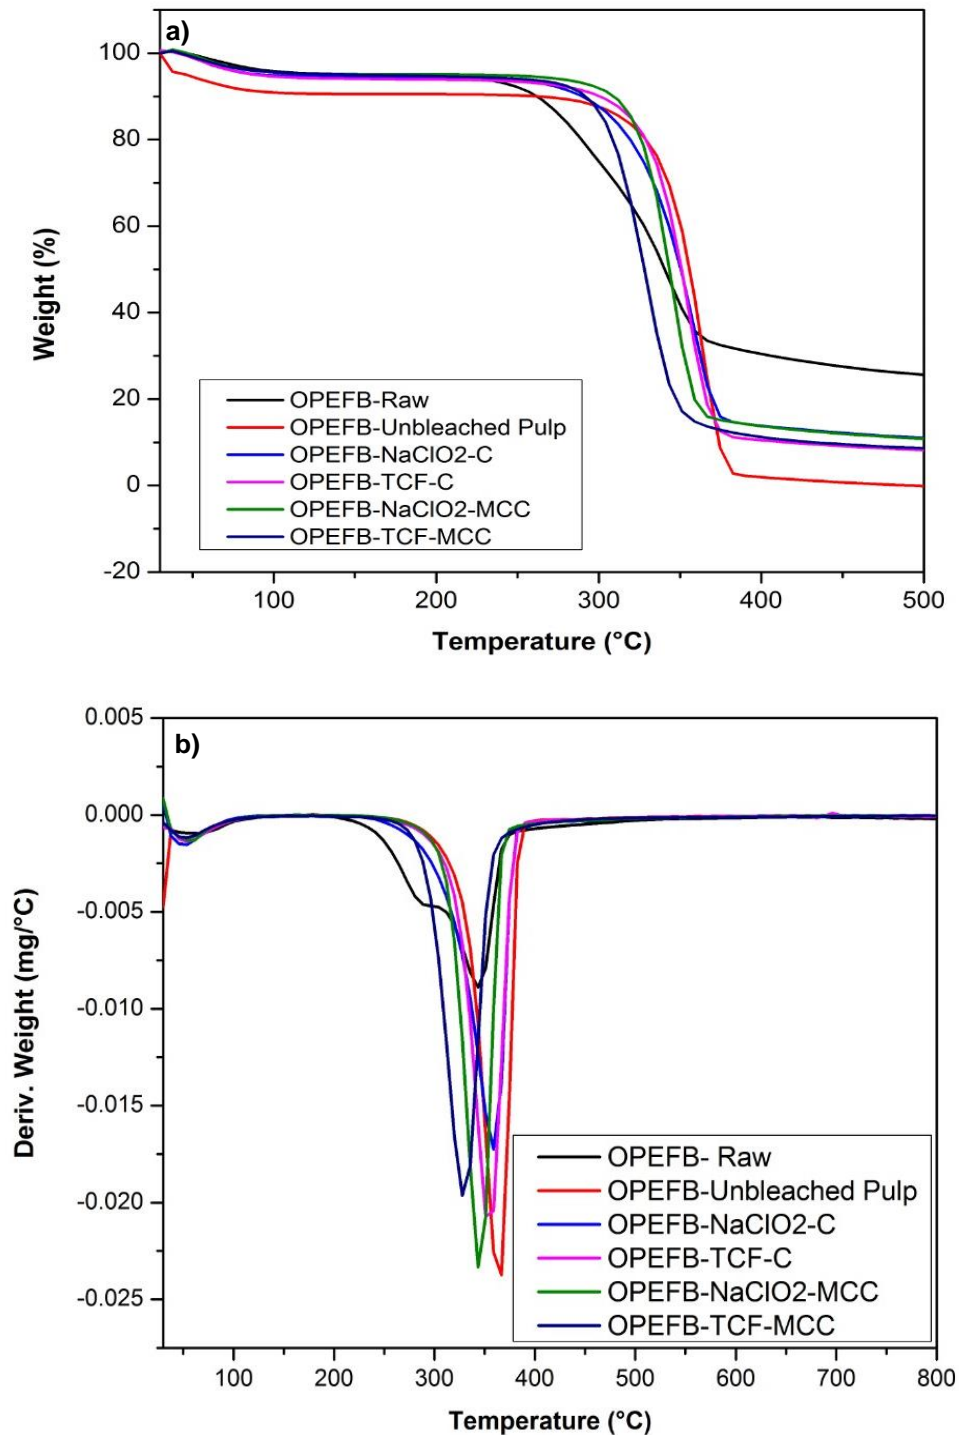 a)
100
80
60
40
20
0
-20
Weight (%)
OPEFB-Raw
OPEFB-Unbleached Pulp
OPEFB-NaClO2-C
OPEFB-TCF-C
OPEFB-NaClO2-MCC
OPEFB-TCF-MCC
100 200 300 400 500
Temperature (°C)
b)
0.005
0.000
-0.005
-0.010
-0.015
-0.020
-0.025
Deriv. Weight (mg/°C)
OPEFB- Raw
OPEFB-Unbleached Pulp
OPEFB-NaClO2-C
OPEFB-TCF-C
OPEFB-NaClO2-MCC
OPEFB-TCF-MCC
100 200 300 400 500 600 700 800
Temperature (°C)